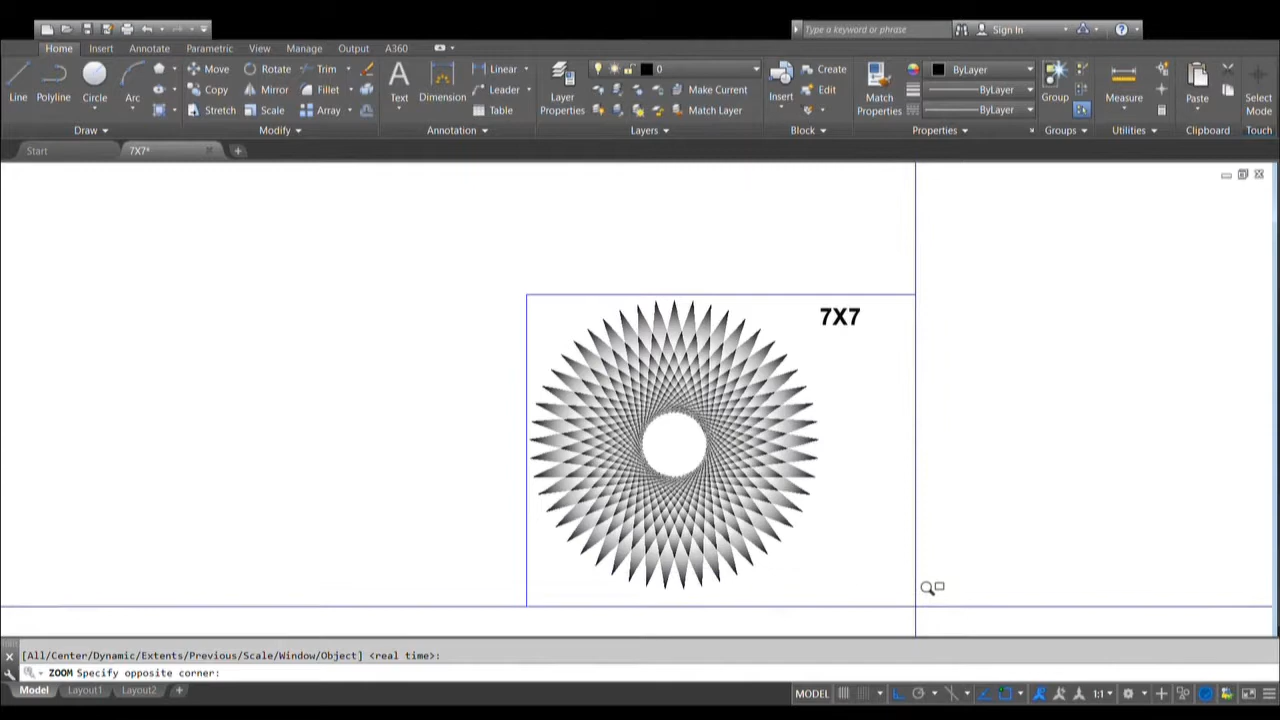 Type a keyword or phrase
Sign In
Home Insert Annotate Parametric View Manage Output A360
Line Polyline Circle Arc
Move Rotate Trim
Copy Mirror Fillet
Stretch Scale Array
Text Dimension
Linear
Leader
Table
Layer Properties
0
Make Current
Match Layer
Insert
Create
Edit
Match Properties
ByLayer
ByLayer
ByLayer
Group
Measure
Paste
Select Mode
Draw Modify Annotation Layers Block Properties Groups Utilities Clipboard Touch
Start 7X7*
7X7
[All/Center/Dynamic/Extents/Previous/Scale/Window/Object] <real time>:
ZOOM Specify opposite corner:
Model Layout1 Layout2
MODEL 1:1